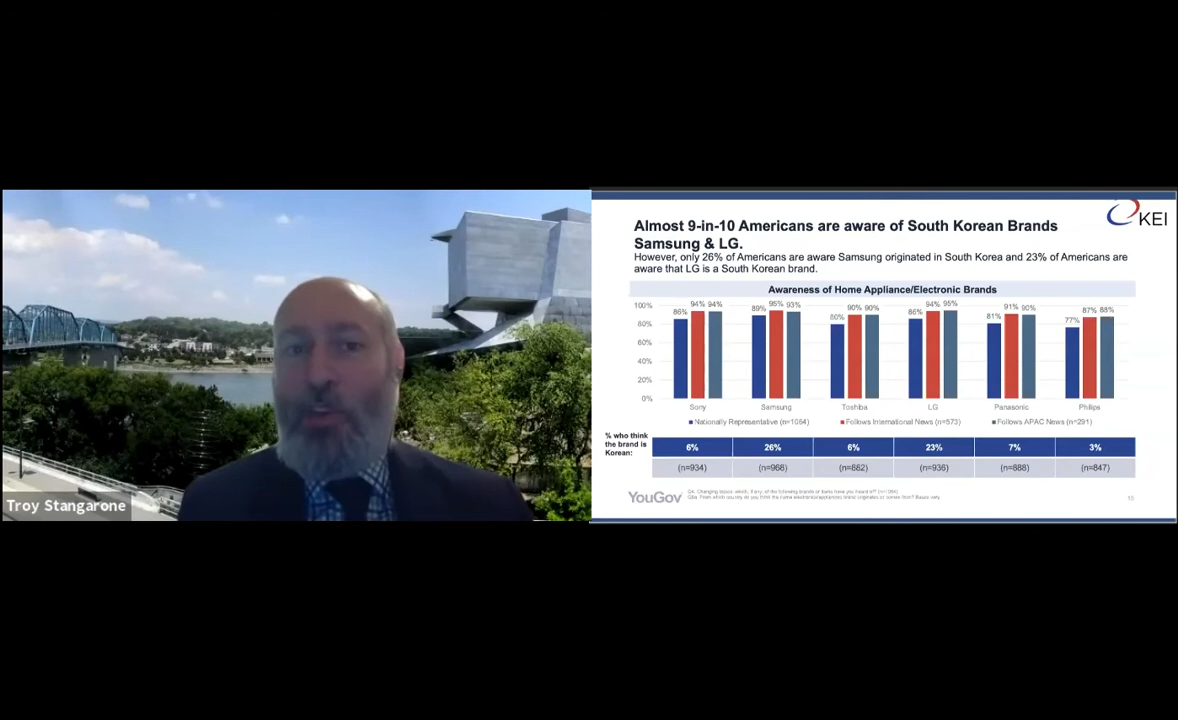 Troy Stangarone
KEI
Almost 9-in-10 Americans are aware of South Korean Brands
Samsung & LG.
However, only 26% of Americans are aware Samsung originated in South Korea and 23% of Americans are
aware that LG is a South Korean brand.
Awareness of Home Appliance/Electronic Brands
100%
80%
60%
40%
20%
0%
86% 94% 94%
89% 95% 93%
80% 90% 90%
86% 94% 95%
81% 91% 90%
77% 87% 88%
Sony Samsung Toshiba LG Panasonic Philips
Nationally Representative (n=1064) Follows International News (n=573) Follows APAC News (n=291)
% who think
the brand is
Korean:
6% 26% 6% 23% 7% 3%
(n=934) (n=968) (n=882) (n=936) (n=888) (n=847)
YouGov
15